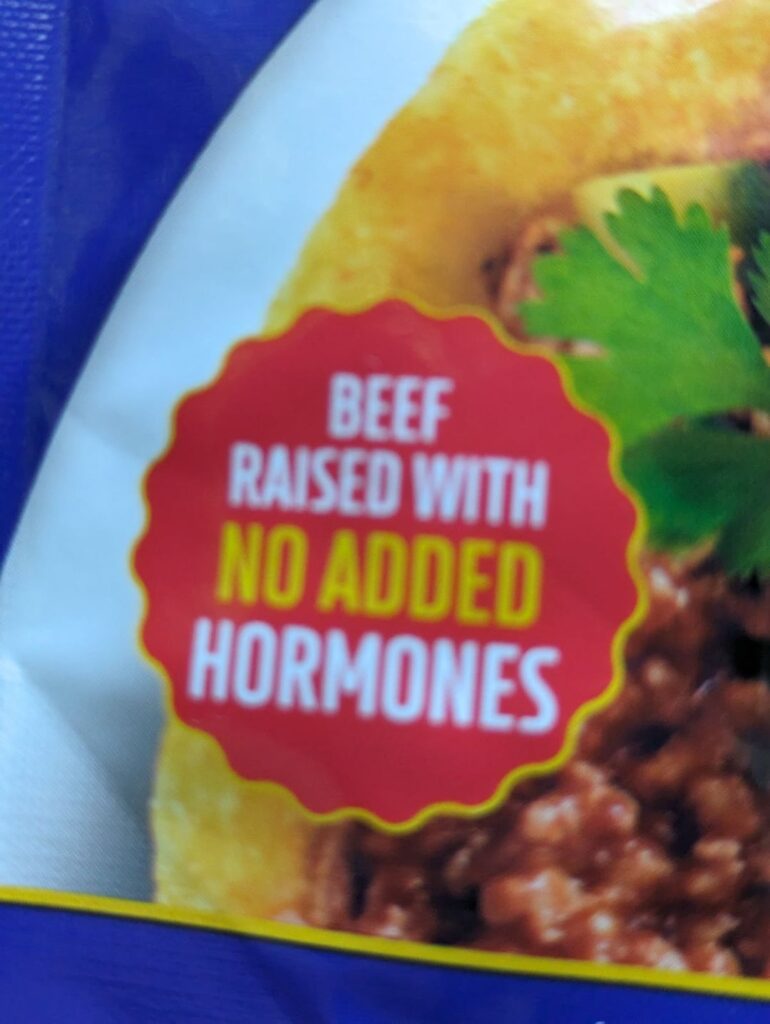 BEEF
RAISED WITH
NO ADDED
HORMONES